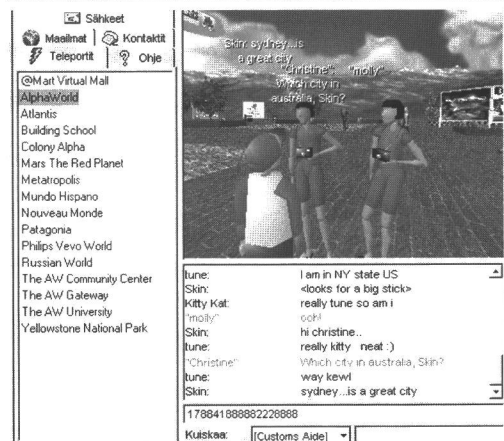 Sähkeet
Maailmat
Kontaktit
Teleportit
Ohje
@Mart Virtual Mall
AlphaWorld
Atlantis
Building School
Colony Alpha
Mars The Red Planet
Metatropolis
Mundo Hispano
Nouveau Monde
Patagonia
Philips Vevo World
Russian World
The AW Community Center
The AW Gateway
The AW University
Yellowstone National Park
Skin: sydney...is
a great city
"Christine":
"molly"
Which city in
australia, Skin?
tune: I am in NY state US
Skin: <looks for a big stick>
Kitty Kat: really tune so am i
"molly" ooh!
Skin: hi christine..
tune: really kitty neat :)
"Christine" Which city in australia, Skin?
tune: way kewl
Skin: sydney...is a great city
178841888882228888
Kuiskaa: [Customs Aide]